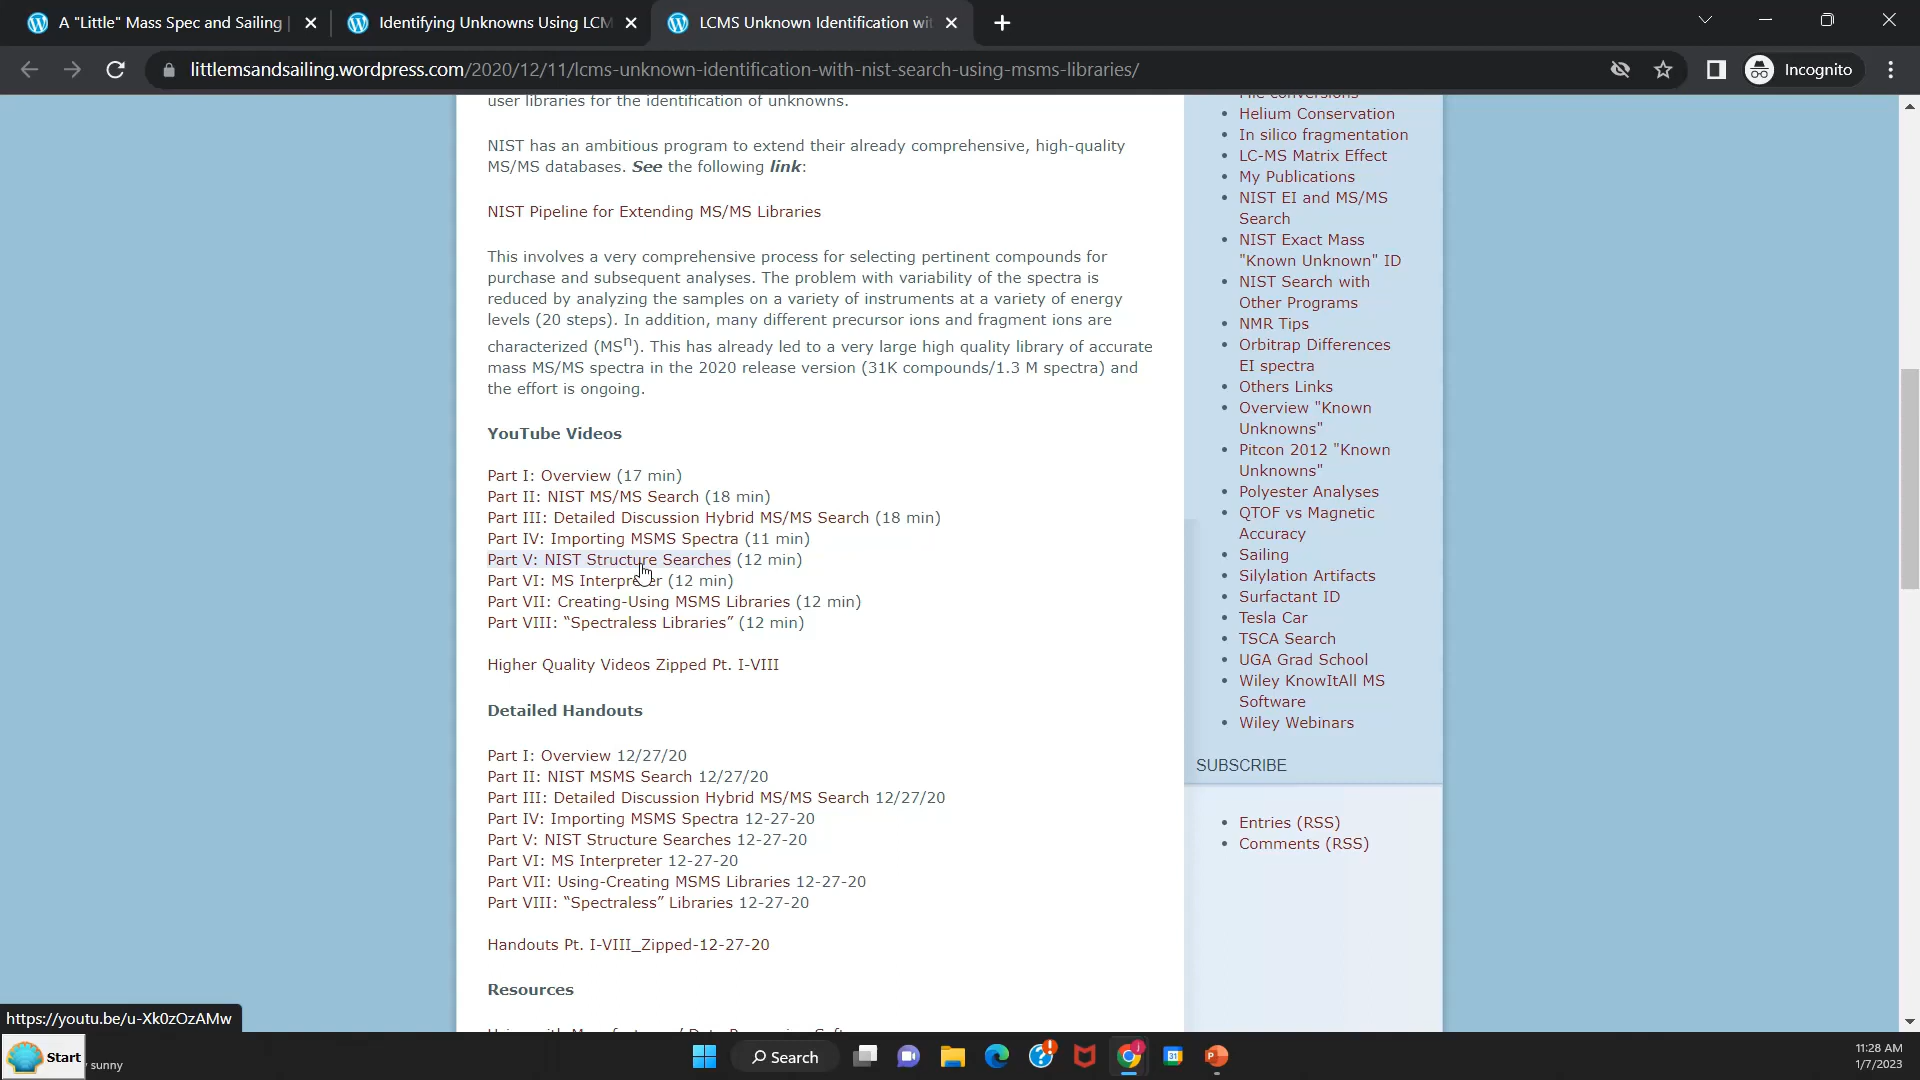 A "Little" Mass Spec and Sailing
Identifying Unknowns Using LCM
LCMS Unknown Identification wit
littlemsandsailing.wordpress.com/2020/12/11/lcms-unknown-identification-with-nist-search-using-msms-libraries/
Incognito
user libraries for the identification of unknowns.
NIST has an ambitious program to extend their already comprehensive, high-quality
MS/MS databases. See the following link:
NIST Pipeline for Extending MS/MS Libraries
This involves a very comprehensive process for selecting pertinent compounds for
purchase and subsequent analyses. The problem with variability of the spectra is
reduced by analyzing the samples on a variety of instruments at a variety of energy
levels (20 steps). In addition, many different precursor ions and fragment ions are
characterized (MSⁿ). This has already led to a very large high quality library of accurate
mass MS/MS spectra in the 2020 release version (31K compounds/1.3 M spectra) and
the effort is ongoing.
YouTube Videos
Part I: Overview (17 min)
Part II: NIST MS/MS Search (18 min)
Part III: Detailed Discussion Hybrid MS/MS Search (18 min)
Part IV: Importing MSMS Spectra (11 min)
Part V: NIST Structure Searches (12 min)
Part VI: MS Interpreter (12 min)
Part VII: Creating-Using MSMS Libraries (12 min)
Part VIII: “Spectraless Libraries” (12 min)
Higher Quality Videos Zipped Pt. I-VIII
Detailed Handouts
Part I: Overview 12/27/20
Part II: NIST MSMS Search 12/27/20
Part III: Detailed Discussion Hybrid MS/MS Search 12/27/20
Part IV: Importing MSMS Spectra 12-27-20
Part V: NIST Structure Searches 12-27-20
Part VI: MS Interpreter 12-27-20
Part VII: Using-Creating MSMS Libraries 12-27-20
Part VIII: “Spectraless” Libraries 12-27-20
Handouts Pt. I-VIII_Zipped-12-27-20
Resources
File Conversions
Helium Conservation
In silico fragmentation
LC-MS Matrix Effect
My Publications
NIST EI and MS/MS
Search
NIST Exact Mass
"Known Unknown" ID
NIST Search with
Other Programs
NMR Tips
Orbitrap Differences
EI spectra
Others Links
Overview "Known
Unknowns"
Pitcon 2012 "Known
Unknowns"
Polyester Analyses
QTOF vs Magnetic
Accuracy
Sailing
Silylation Artifacts
Surfactant ID
Tesla Car
TSCA Search
UGA Grad School
Wiley KnowItAll MS
Software
Wiley Webinars
SUBSCRIBE
Entries (RSS)
Comments (RSS)
https://youtu.be/u-Xk0zOzAMw
Start
sunny
Search
11:28 AM
1/7/2023